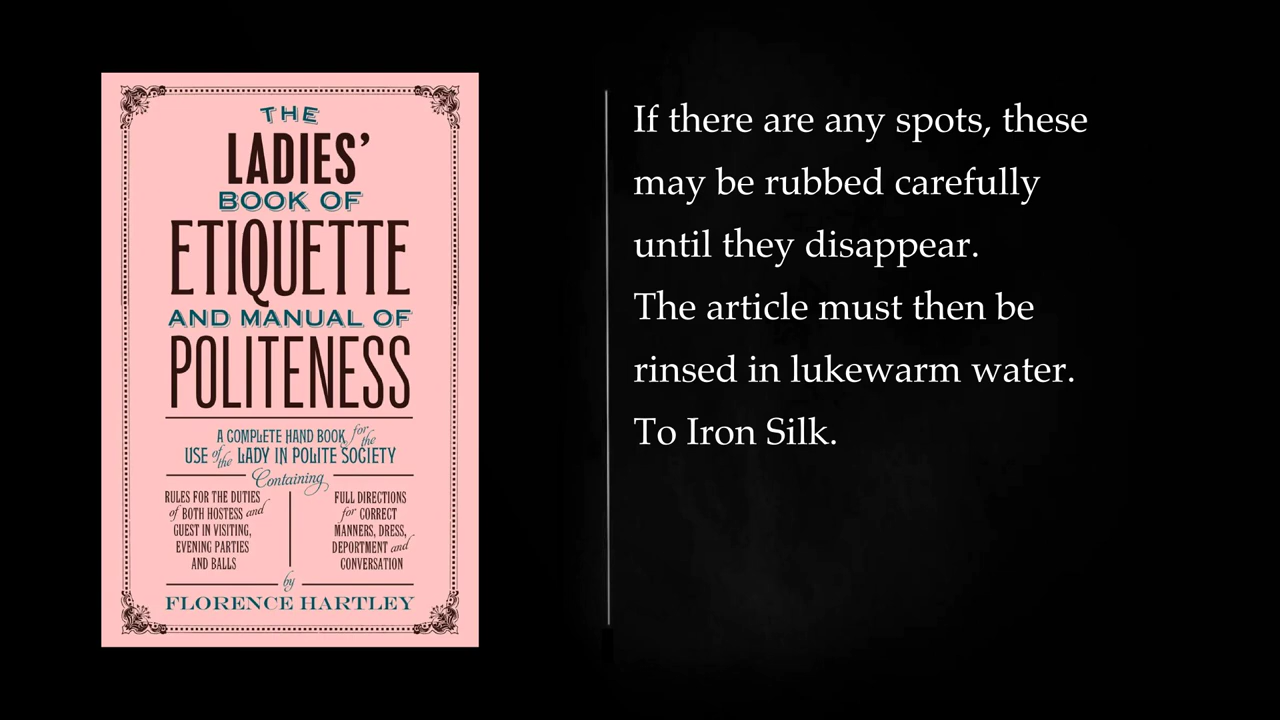 THE
LADIES'
BOOK OF
ETIQUETTE
AND MANUAL OF
POLITENESS
A COMPLETE HAND BOOK for the
USE of the LADY IN POLITE SOCIETY
Containing
RULES FOR THE DUTIES
of BOTH HOSTESS and
GUEST IN VISITING,
EVENING PARTIES
AND BALLS
FULL DIRECTIONS
for CORRECT
MANNERS, DRESS,
DEPORTMENT and
CONVERSATION
by
FLORENCE HARTLEY
If there are any spots, these
may be rubbed carefully
until they disappear.
The article must then be
rinsed in lukewarm water.
To Iron Silk.